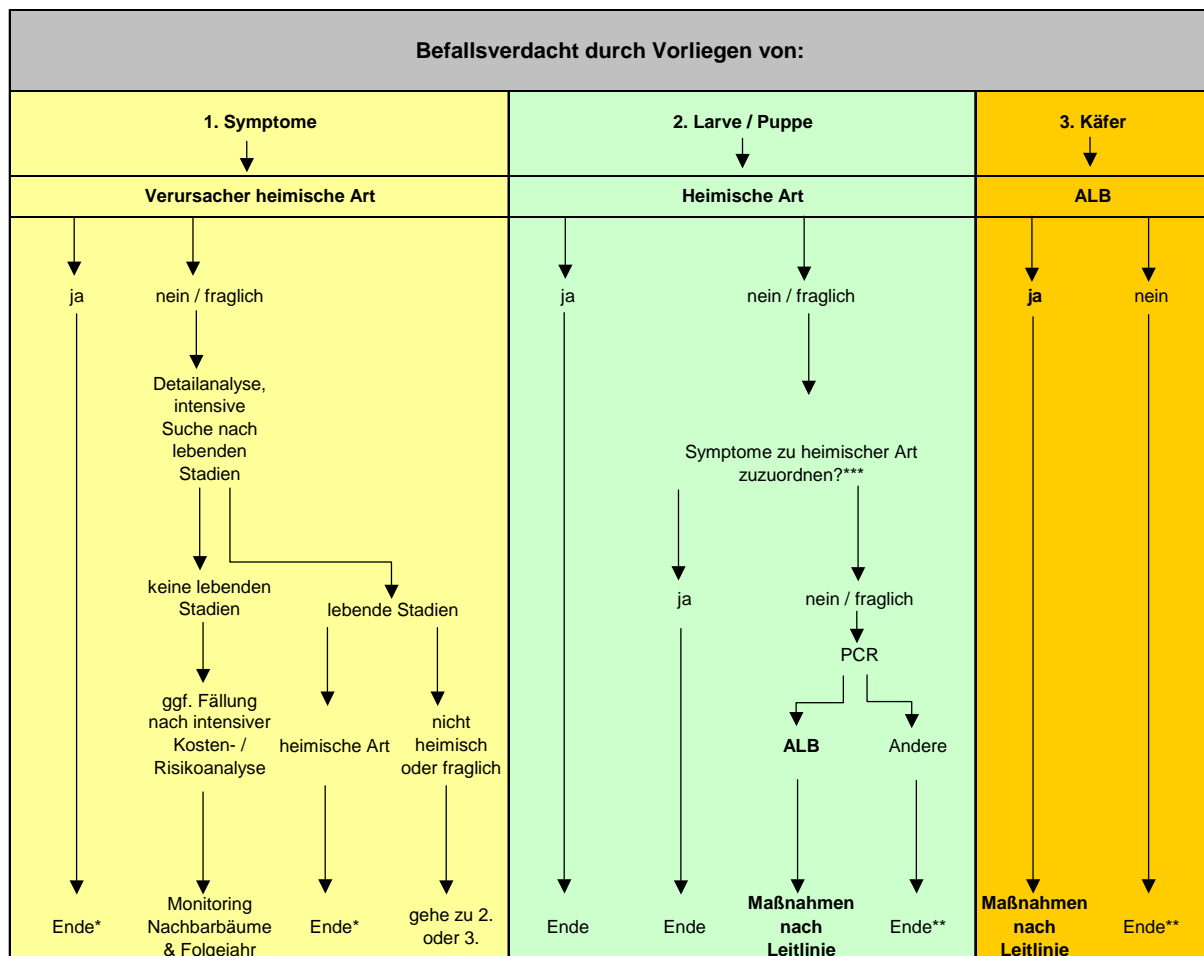 Befallsverdacht durch Vorliegen von:
1. Symptome
Verursacher heimische Art
ja
nein / fraglich
Detailanalyse,
intensive
Suche nach
lebenden
Stadien
keine lebenden
Stadien
lebende Stadien
ggf. Fällung
nach intensiver
Kosten- /
Risikoanalyse
heimische Art
nicht
heimisch
oder fraglich
Ende*
Monitoring
Nachbarbäume
& Folgejahr
Ende*
gehe zu 2.
oder 3.
2. Larve / Puppe
Heimische Art
ja
nein / fraglich
Symptome zu heimischer Art
zuzuordnen?***
ja
nein / fraglich
PCR
ALB
Andere
Ende
Ende
Maßnahmen
nach
Leitlinie
Ende**
3. Käfer
ALB
ja
nein
Maßnahmen
nach
Leitlinie
Ende**